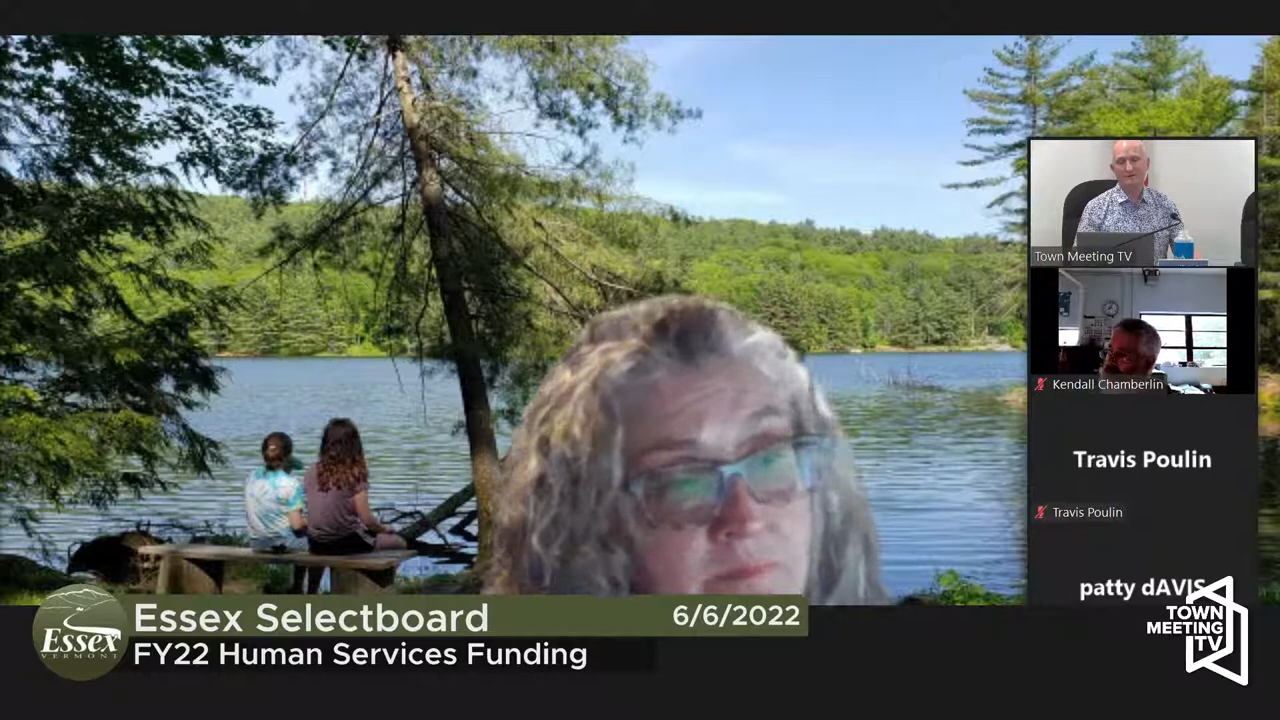 Town Meeting TV
Kendall Chamberlin
Travis Poulin
Travis Poulin
patty dAVIS
TOWN
MEETING
TV
Essex
VERMONT
Essex Selectboard
6/6/2022
FY22 Human Services Funding